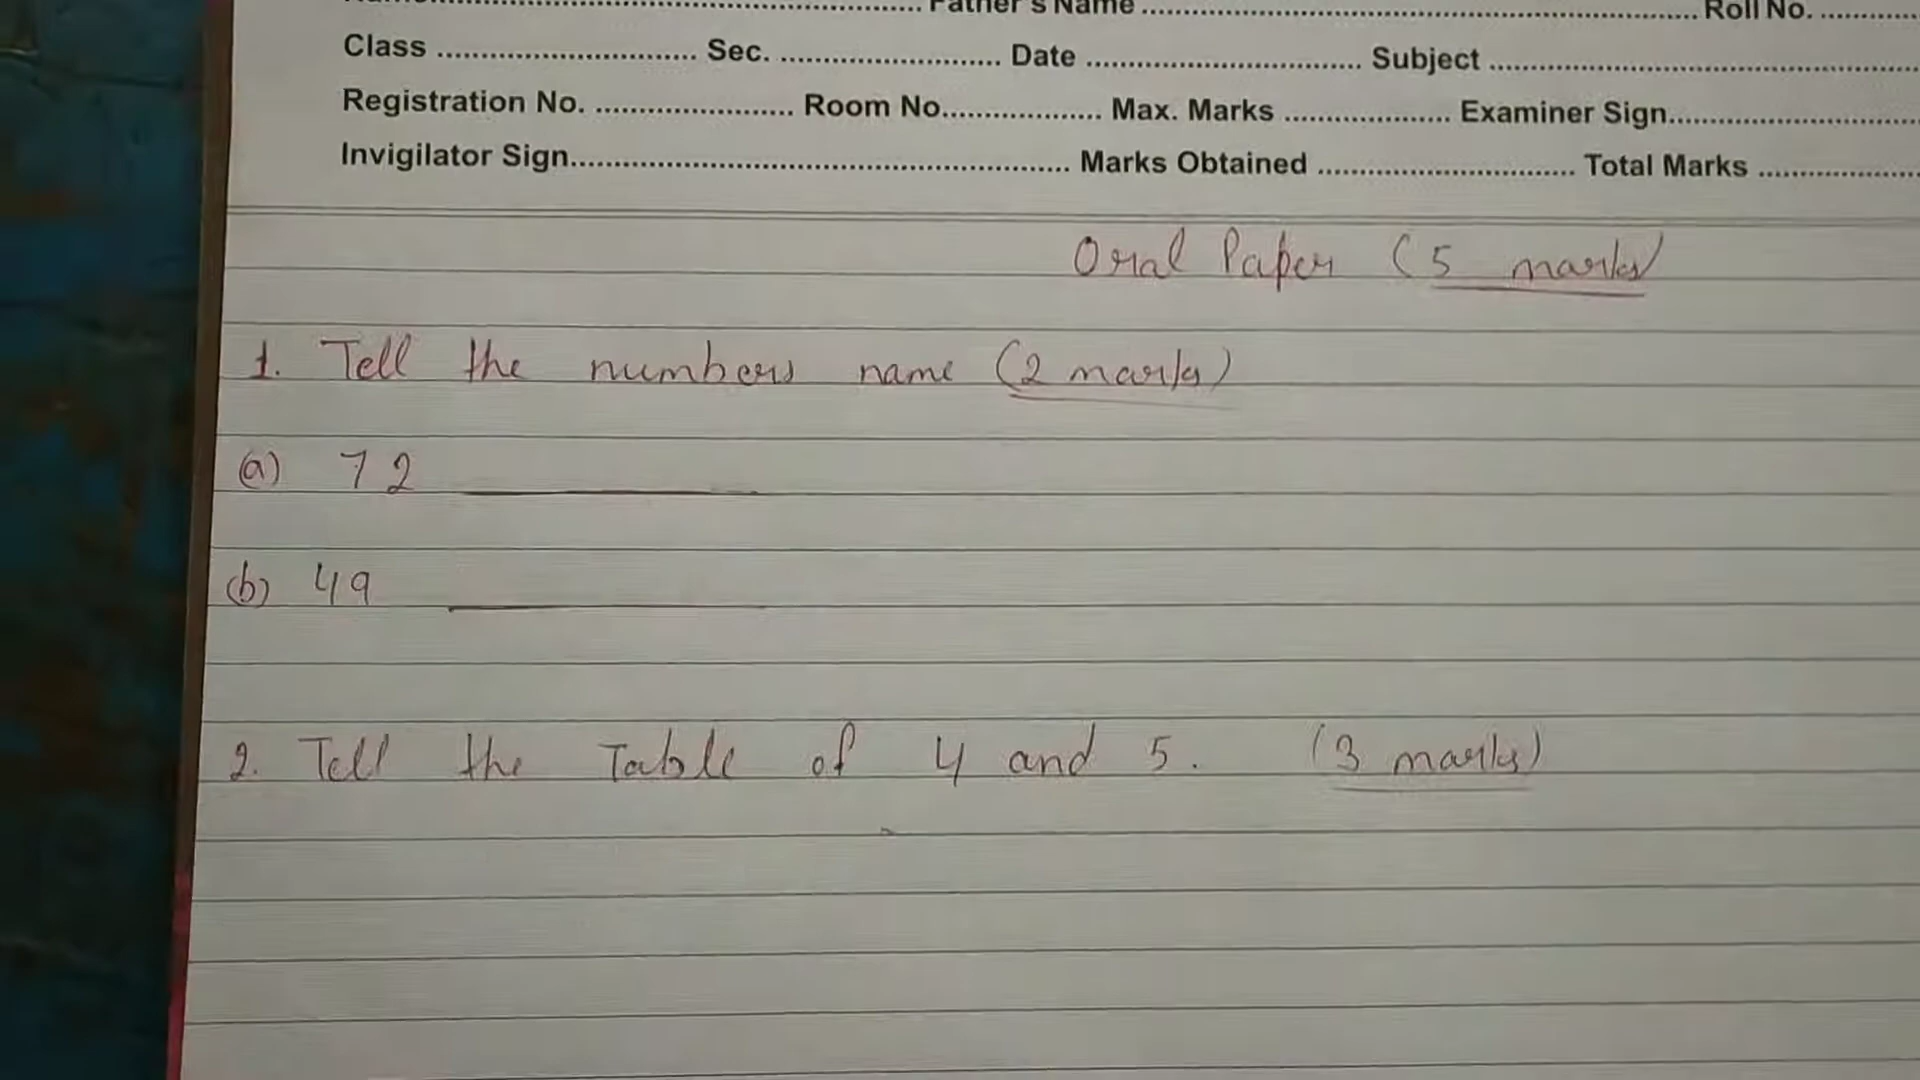 Father's Name ........................ Roll No. ............
Class ........................ Sec. ........................ Date ........................ Subject ........................
Registration No. .................... Room No................... Max. Marks .................. Examiner Sign........................
Invigilator Sign.................................................. Marks Obtained ........................ Total Marks ..................
Oral Paper (5 marks)
1. Tell the numbers name (2 marks)
(a) 72 ________
(b) 49 ________
2. Tell the Table of 4 and 5. (3 marks)